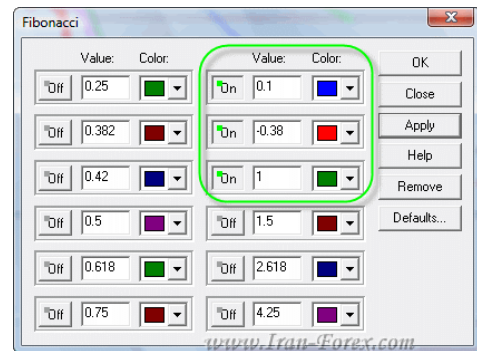 Fibonacci
Value: Color: Value: Color: OK
Off 0.25 On 0.1 Close
Off 0.382 On -0.38 Apply
Help
Off 0.42 On 1 Remove
Off 0.5 Off 1.5 Defaults...
Off 0.618 Off 2.618
Off 0.75 Off 4.25
www.Iran-Forex.com